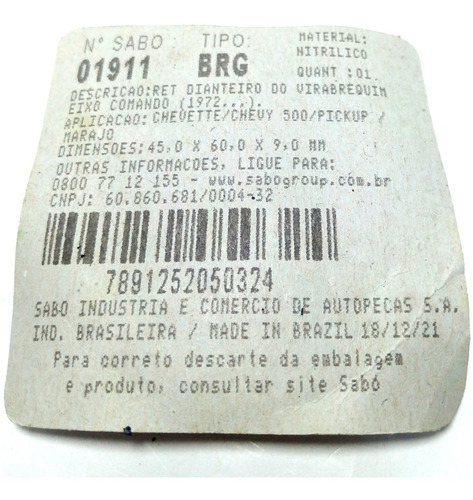 Nº SABO TIPO: MATERIAL:
01911 BRG NITRILICO
QUANT :01
DESCRICAO:RET DIANTEIRO DO VIRABREQUIM
EIXO COMANDO (1972...).
APLICACAO: CHEVETTE/CHEVY 500/PICKUP /
MARAJO
DIMENSOES:45,0 X 60,0 X 9,0 MM
OUTRAS INFORMACOES, LIGUE PARA:
0800 77 12 155 - www.sabogroup.com.br
CNPJ: 60.860.681/0004-32
7891252050324
SABO INDUSTRIA E COMERCIO DE AUTOPECAS S.A.
IND. BRASILEIRA / MADE IN BRAZIL 18/12/21
Para correto descarte da embalagem
e produto, consultar site Sabó